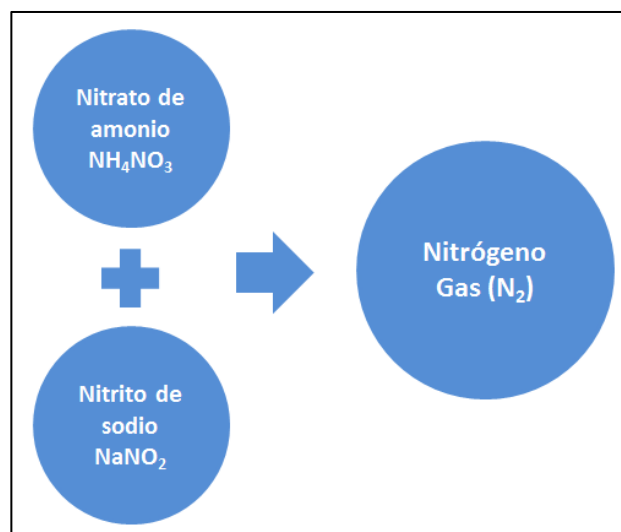 Nitrato de
amonio
NH₄NO₃
Nitrito de
sodio
NaNO₂
Nitrógeno
Gas (N₂)